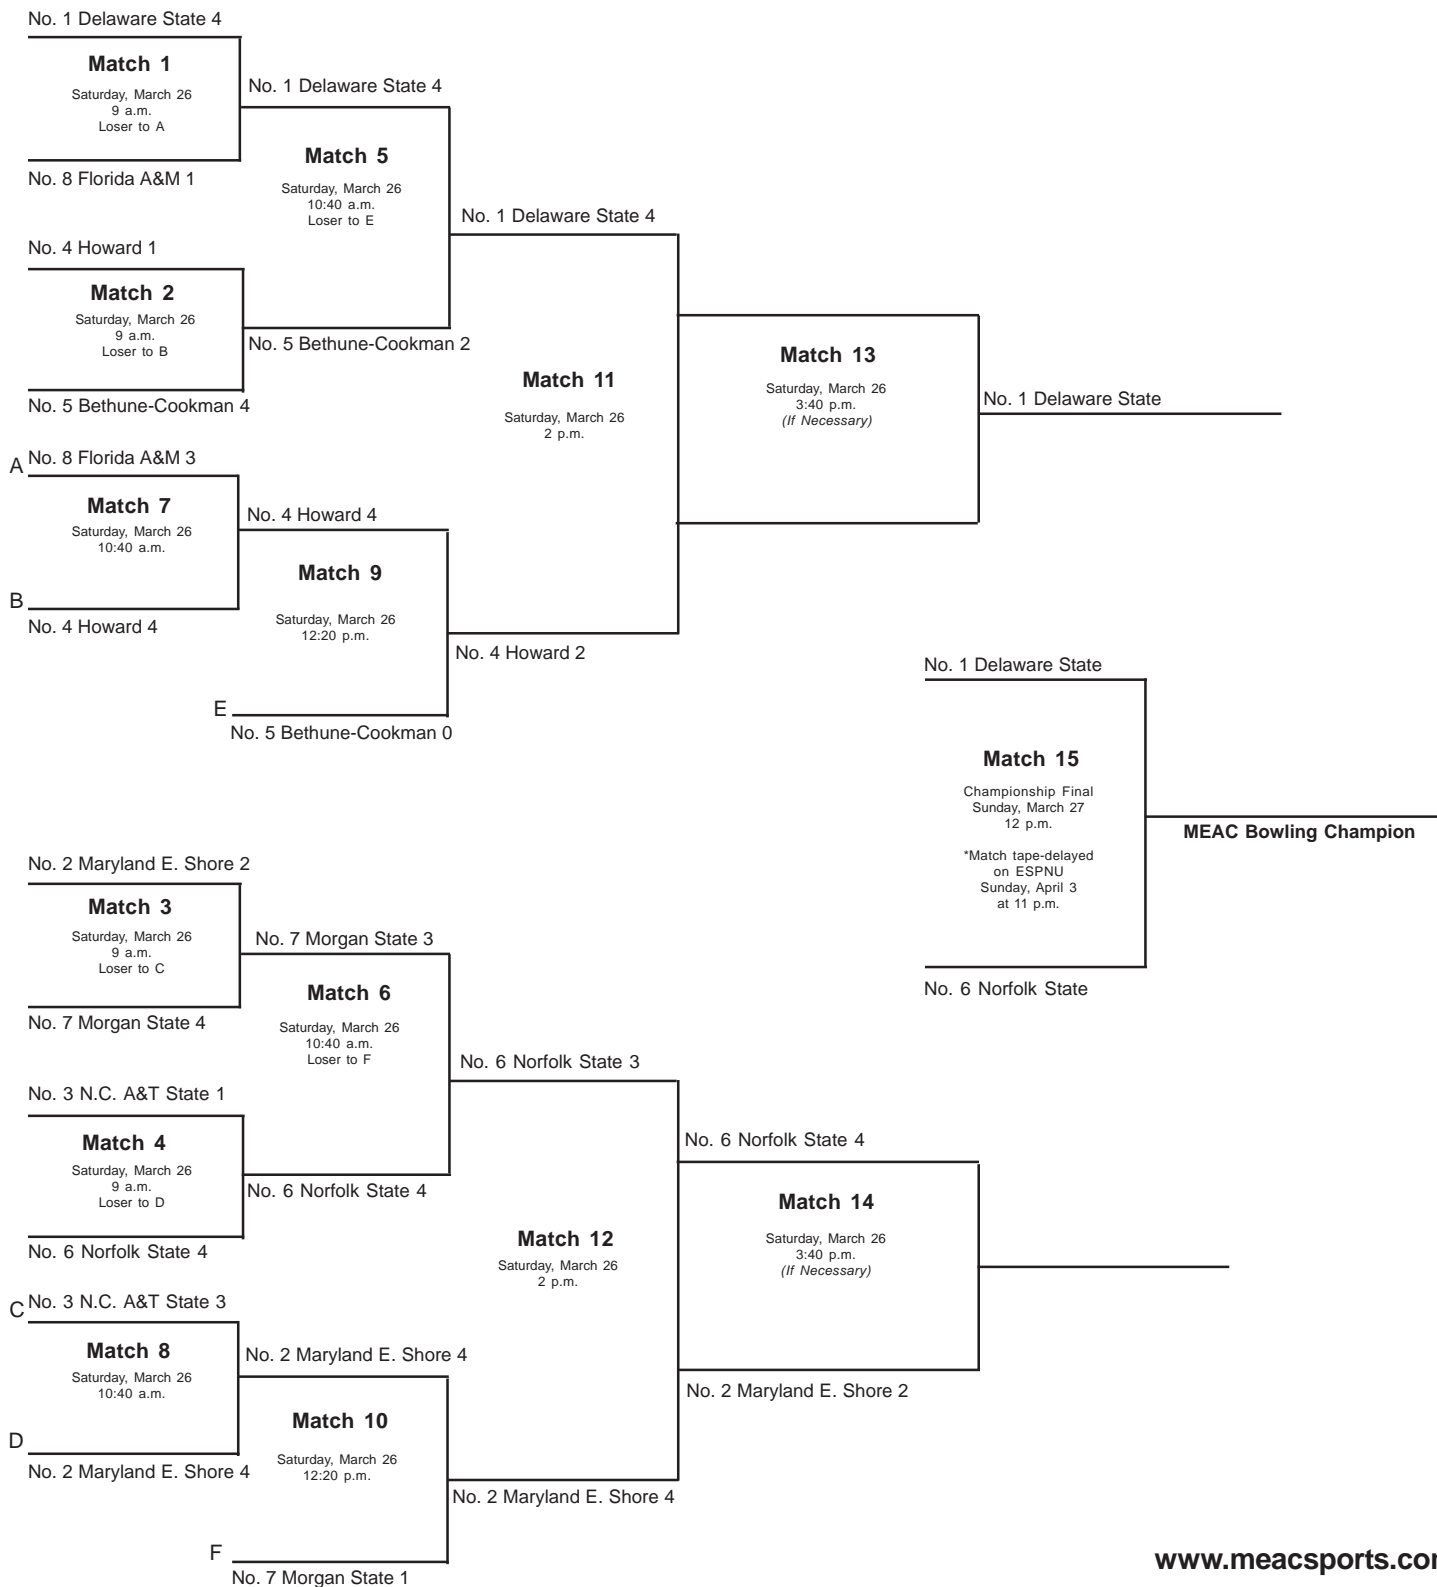 No. 1 Delaware State 4
Match 1
Saturday, March 26
9 a.m.
Loser to A
No. 8 Florida A&M 1
No. 1 Delaware State 4
Match 5
Saturday, March 26
10:40 a.m.
Loser to E
No. 4 Howard 1
Match 2
Saturday, March 26
9 a.m.
Loser to B
No. 5 Bethune-Cookman 4
No. 5 Bethune-Cookman 2
No. 1 Delaware State 4
Match 11
Saturday, March 26
2 p.m.
Match 13
Saturday, March 26
3:40 p.m.
(If Necessary)
No. 1 Delaware State
A
No. 8 Florida A&M 3
Match 7
Saturday, March 26
10:40 a.m.
B
No. 4 Howard 4
No. 4 Howard 4
Match 9
Saturday, March 26
12:20 p.m.
E
No. 5 Bethune-Cookman 0
No. 4 Howard 2
No. 1 Delaware State
Match 15
Championship Final
Sunday, March 27
12 p.m.
*Match tape-delayed
on ESPNU
Sunday, April 3
at 11 p.m.
No. 6 Norfolk State
MEAC Bowling Champion
No. 2 Maryland E. Shore 2
Match 3
Saturday, March 26
9 a.m.
Loser to C
No. 7 Morgan State 4
No. 7 Morgan State 3
Match 6
Saturday, March 26
10:40 a.m.
Loser to F
No. 3 N.C. A&T State 1
Match 4
Saturday, March 26
9 a.m.
Loser to D
No. 6 Norfolk State 4
No. 6 Norfolk State 4
No. 6 Norfolk State 3
Match 12
Saturday, March 26
2 p.m.
No. 6 Norfolk State 4
Match 14
Saturday, March 26
3:40 p.m.
(If Necessary)
No. 2 Maryland E. Shore 2
C
No. 3 N.C. A&T State 3
Match 8
Saturday, March 26
10:40 a.m.
D
No. 2 Maryland E. Shore 4
No. 2 Maryland E. Shore 4
Match 10
Saturday, March 26
12:20 p.m.
No. 2 Maryland E. Shore 4
F
No. 7 Morgan State 1
www.meacsports.com